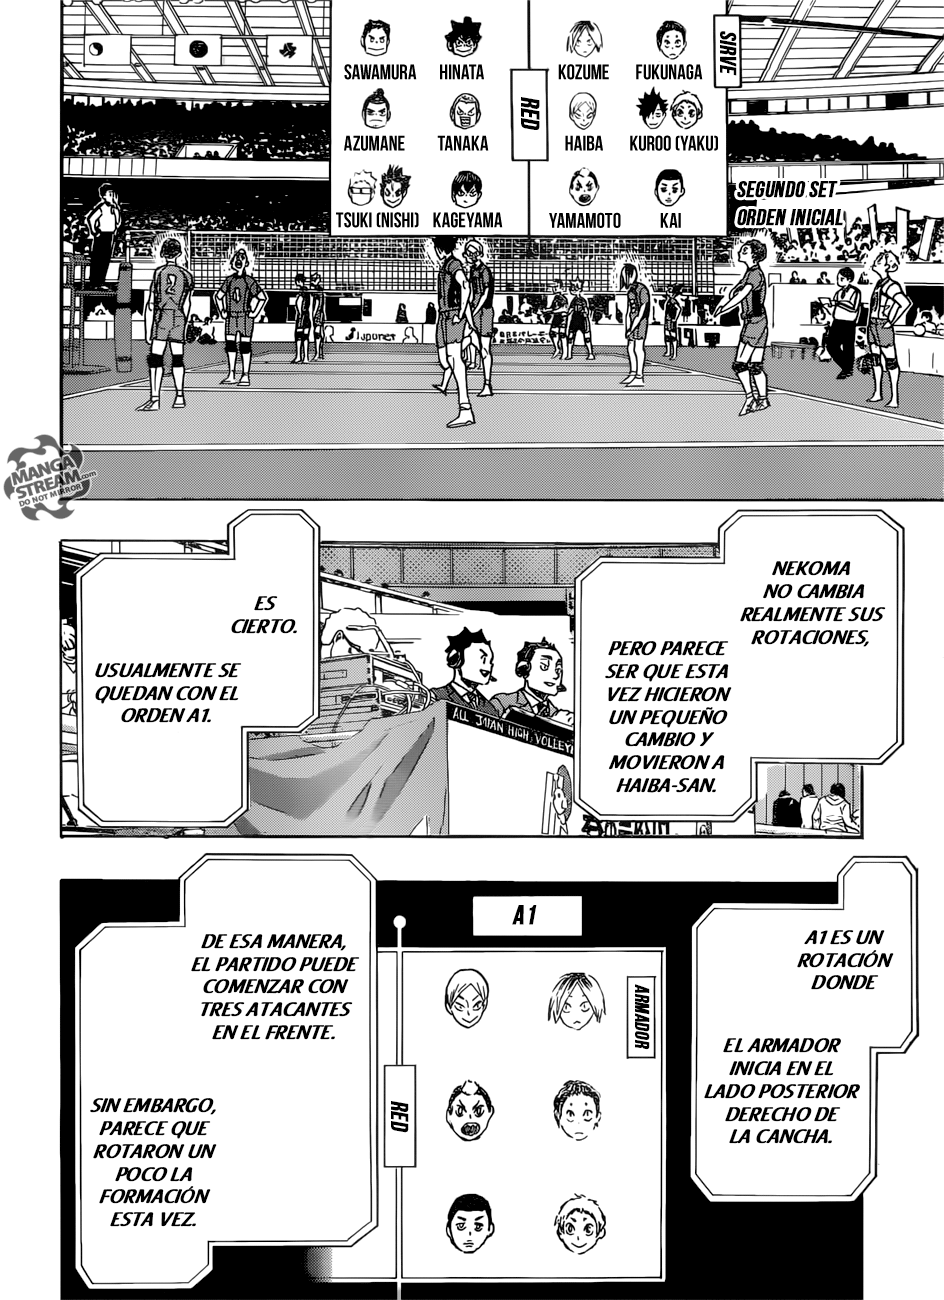 SAWAMURA
HINATA
KOZUME
FUKUNAGA
SIRVE
RED
AZUMANE
TANAKA
HAIBA
KUROO (YAKU)
TSUKI (NISHI)
KAGEYAMA
YAMAMOTO
KAI
SEGUNDO SET
ORDEN INICIAL
2
MANGA
STREAM.com
DO NOT MIRROR
NEKOMA
NO CAMBIA
REALMENTE SUS
ROTACIONES,
PERO PARECE
SER QUE ESTA
VEZ HICIERON
UN PEQUEÑO
CAMBIO Y
MOVIERON A
HAIBA-SAN.
ES
CIERTO.
USUALMENTE SE
QUEDAN CON EL
ORDEN A1.
ALL JAPAN HIGH VOLLEY
A1 ES UN
ROTACIÓN
DONDE
EL ARMADOR
INICIA EN EL
LADO POSTERIOR
DERECHO DE
LA CANCHA.
A1
ARMADOR
RED
DE ESA MANERA,
EL PARTIDO PUEDE
COMENZAR CON
TRES ATACANTES
EN EL FRENTE.
SIN EMBARGO,
PARECE QUE
ROTARON UN
POCO LA
FORMACIÓN
ESTA VEZ.